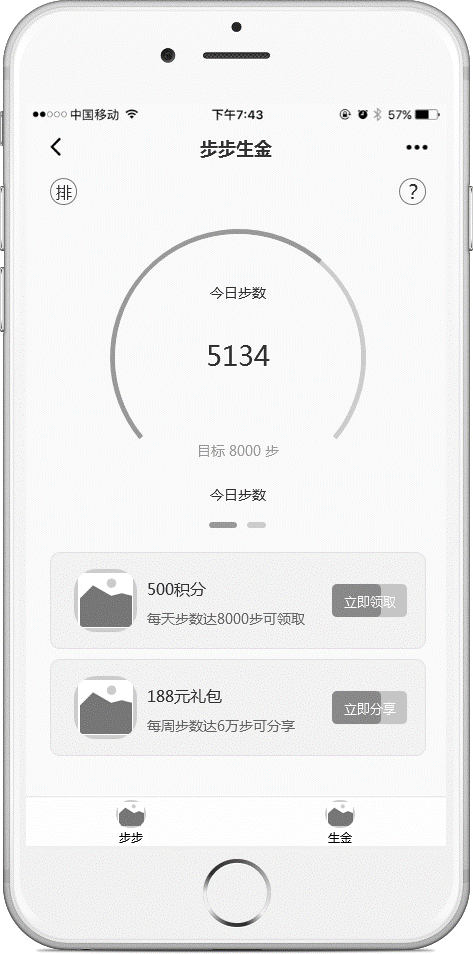 中国移动 下午7:43 57%
步步生金
排 ?
今日步数
5134
目标 8000 步
今日步数
500积分
每天步数达8000步可领取
立即领取
188元礼包
每周步数达6万步可分享
立即分享
步步 生金